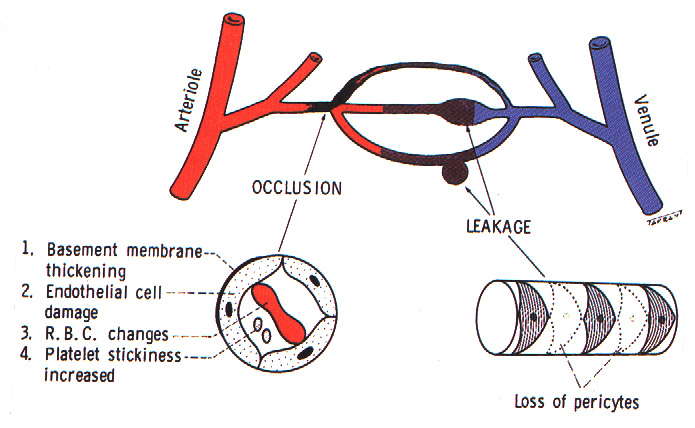 Arteriole
Venule
OCCLUSION
LEAKAGE
1. Basement membrane
thickening
2. Endothelial cell
damage
3. R.B.C. changes
4. Platelet stickiness
increased
Loss of pericytes